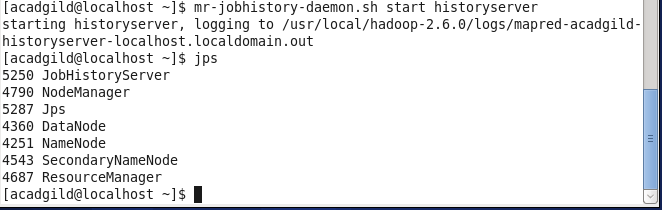 [acadgild@localhost ~]$ mr-jobhistory-daemon.sh start historyserver
starting historyserver, logging to /usr/local/hadoop-2.6.0/logs/mapred-acadgild-
historyserver-localhost.localdomain.out
[acadgild@localhost ~]$ jps
5250 JobHistoryServer
4790 NodeManager
5287 Jps
4360 DataNode
4251 NameNode
4543 SecondaryNameNode
4687 ResourceManager
[acadgild@localhost ~]$